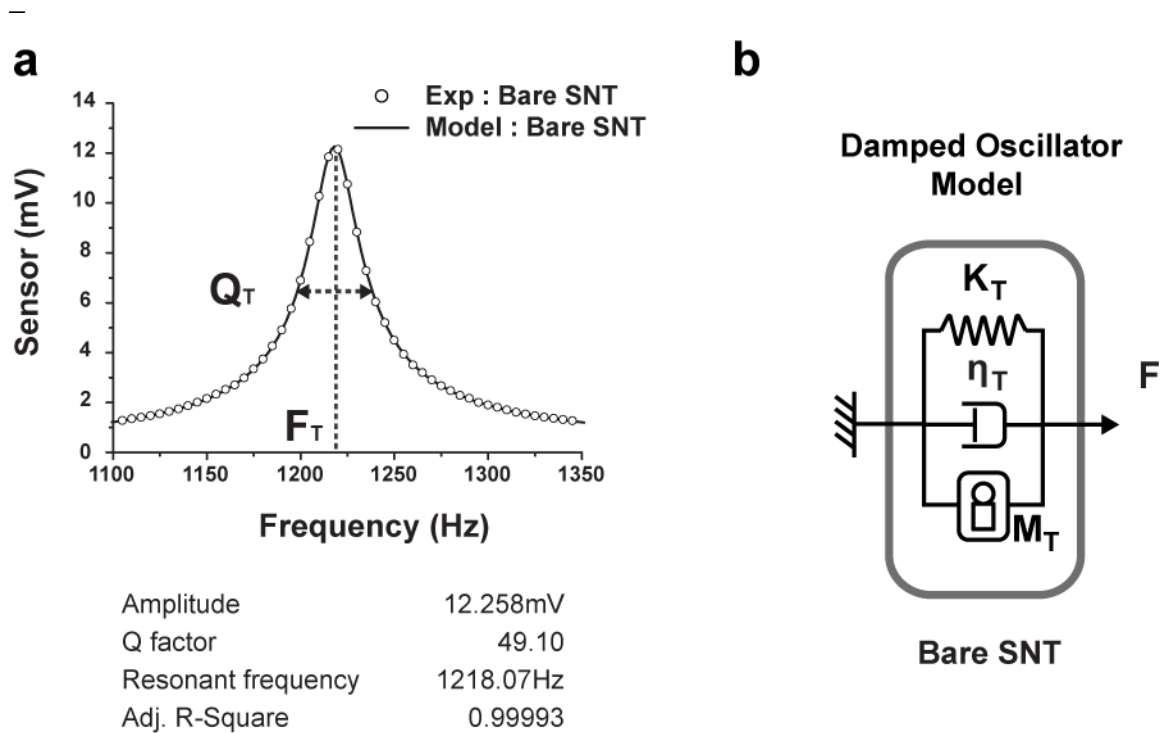 a
14
12
10
8
6
4
2
0
Sensor (mV)
Exp : Bare SNT
Model : Bare SNT
QT
FT
1100 1150 1200 1250 1300 1350
Frequency (Hz)
Amplitude 12.258mV
Q factor 49.10
Resonant frequency 1218.07Hz
Adj. R-Square 0.99993
b
Damped Oscillator
Model
KT
ηT
F
MT
Bare SNT